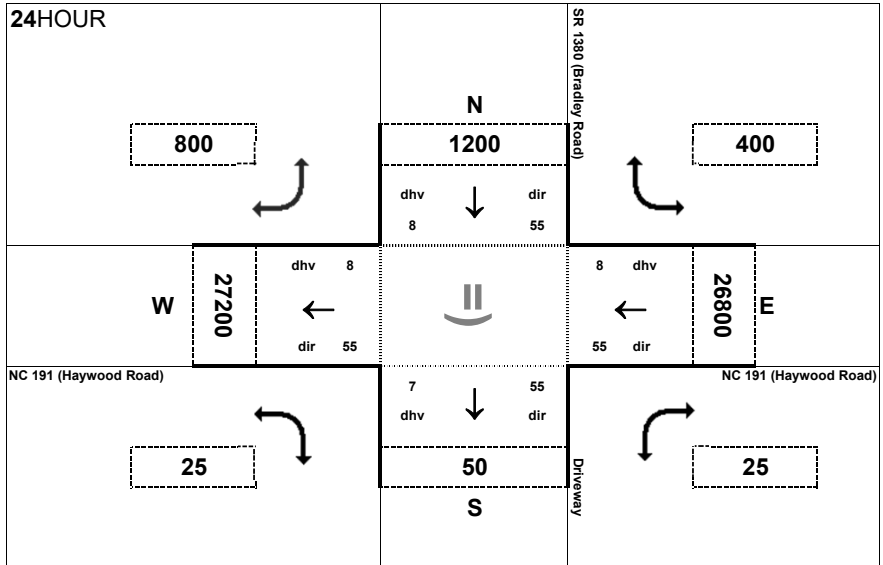 24HOUR
SR 1380 (Bradley Road)
N
800
1200
400
dhv
dir
8
55
dhv 8
8 dhv
W
27200
26800
E
dir 55
55 dir
NC 191 (Haywood Road)
NC 191 (Haywood Road)
7
55
dhv
dir
25
50
25
Driveway
S